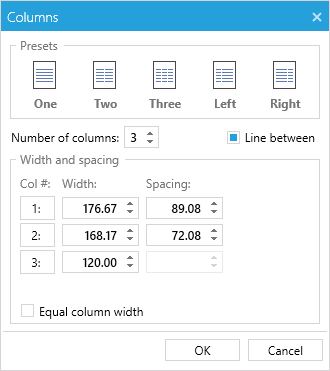 Columns
Presets
One Two Three Left Right
Number of columns: 3 Line between
Width and spacing
Col #: Width: Spacing:
1: 176.67 89.08
2: 168.17 72.08
3: 120.00
Equal column width
OK Cancel